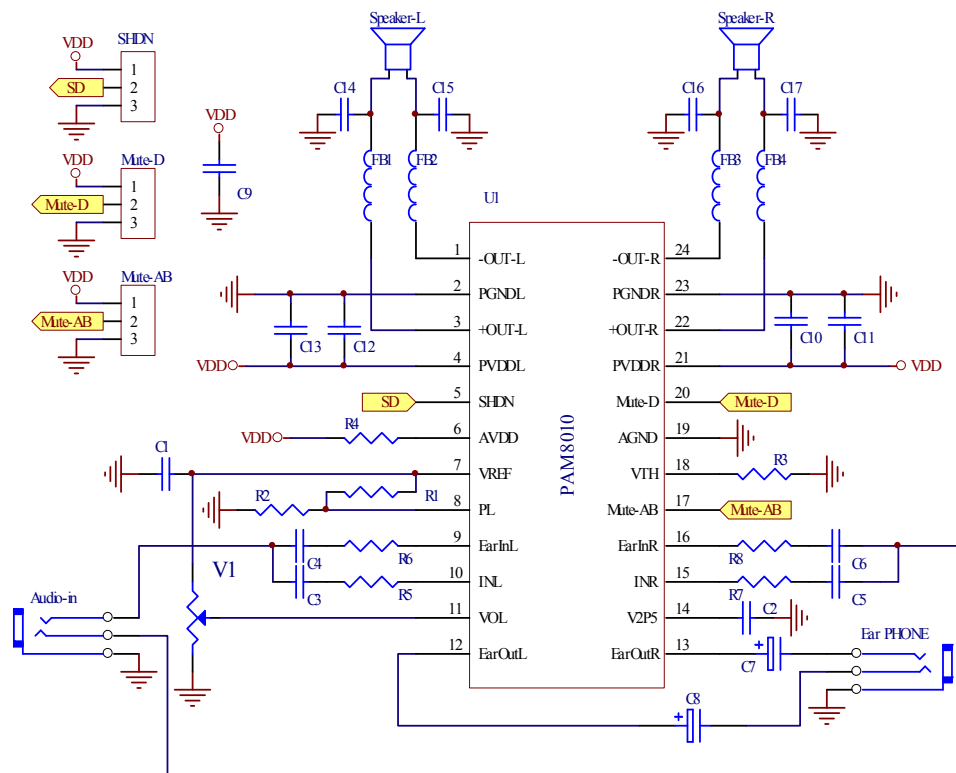 Speaker-L
Speaker-R
SHDN
VDD
1
SD
2
3
C14
C15
C16
C17
VDD
C9
FB1
FB2
FB3
FB4
Mute-D
VDD
1
Mute-D
2
3
U1
Mute-AB
VDD
1
Mute-AB
2
3
PAM8010
1
-OUT-L
-OUT-R
24
2
PGNDL
PGNDR
23
3
+OUT-L
+OUT-R
22
C13
C12
C10
C11
VDD
4
PVDDL
PVDDR
21
VDD
SD
5
SHDN
Mute-D
20
Mute-D
VDD
R4
6
AVDD
AGND
19
C1
7
VREF
VTH
18
R3
R2
R1
8
PL
Mute-AB
17
Mute-AB
9
EarInL
EarInR
16
C4
R6
R8
C6
V1
10
INL
INR
15
C3
R5
R7
C5
Audio-in
11
VOL
V2P5
14
C2
12
EarOutL
EarOutR
13
+
C7
Ear PHONE
+
C8